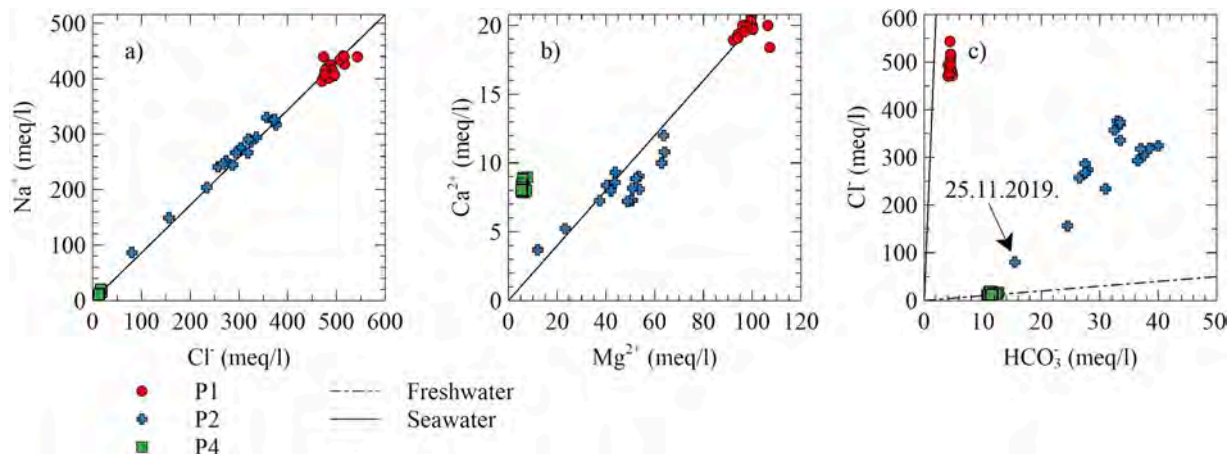 a)
500
400
300
200
100
0
Na⁺ (meq/l)
0 100 200 300 400 500 600
Cl⁻ (meq/l)
b)
20
15
10
5
0
Ca²⁺ (meq/l)
0 20 40 60 80 100 120
Mg²⁺ (meq/l)
c)
600
500
400
300
200
100
0
Cl⁻ (meq/l)
25.11.2019.
0 10 20 30 40 50
HCO₃⁻ (meq/l)
P1
P2
P4
Freshwater
Seawater